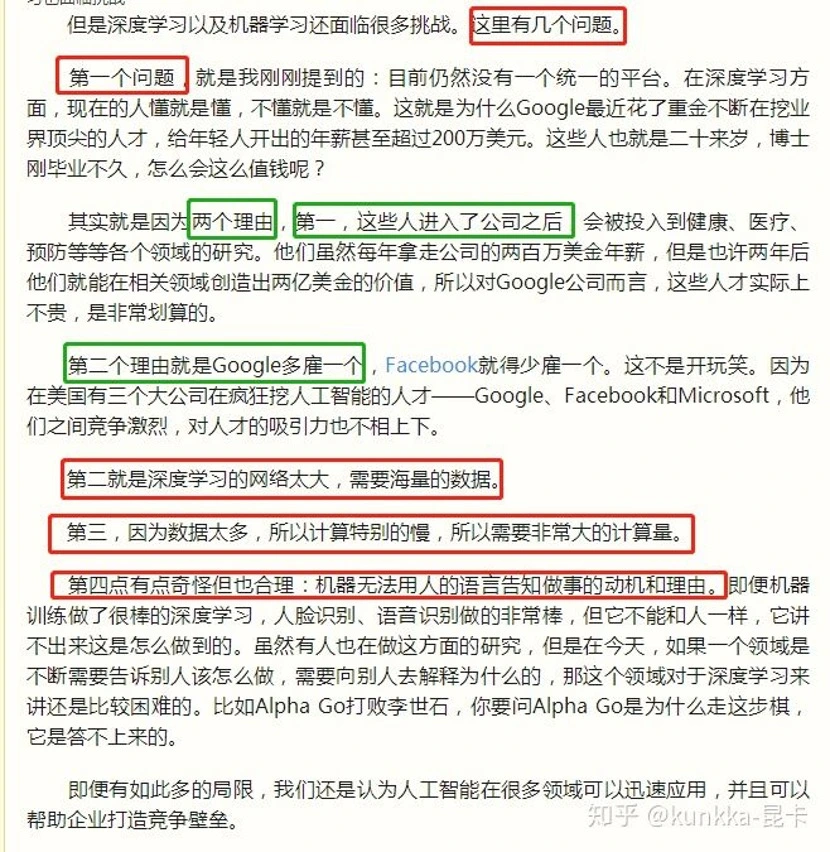 但是深度学习以及机器学习还面临很多挑战。这里有几个问题。
第一个问题，就是我刚刚提到的：目前仍然没有一个统一的平台。在深度学习方
面，现在的人懂就是懂，不懂就是不懂。这就是为什么Google最近花了重金不断在挖业
界顶尖的人才，给年轻人开出的年薪甚至超过200万美元。这些人也就是二十来岁，博士
刚毕业不久，怎么会这么值钱呢？
其实就是因为两个理由，第一，这些人进入了公司之后 会被投入到健康、医疗、
预防等等各个领域的研究。他们虽然每年拿走公司的两百万美金年薪，但是也许两年后
他们就能在相关领域创造出两亿美金的价值，所以对Google公司而言，这些人才实际上
不贵，是非常划算的。
第二个理由就是Google多雇一个，Facebook就得少雇一个。这不是开玩笑。因为
在美国有三个大公司在疯狂挖人工智能的人才——Google、Facebook和Microsoft，他
们之间竞争激烈，对人才的吸引力也不相上下。
第二就是深度学习的网络太大，需要海量的数据。
第三，因为数据太多，所以计算特别的慢，所以需要非常大的计算量。
第四点有点奇怪但也合理：机器无法用人的语言告知做事的动机和理由。即便机器
训练做了很棒的深度学习，人脸识别、语音识别做的非常棒，但它不能和人一样，它讲
不出来这是怎么做到的。虽然有人也在做这方面的研究，但是在今天，如果一个领域是
不断需要告诉别人该怎么做，需要向别人去解释为什么的，那这个领域对于深度学习来
讲还是比较困难的。比如Alpha Go打败李世石，你要问Alpha Go是为什么走这步棋，
它是答不上来的。
即便有如此多的局限，我们还是认为人工智能在很多领域可以迅速应用，并且可以
帮助企业打造竞争壁垒。
知乎 @kunkka-昆卡